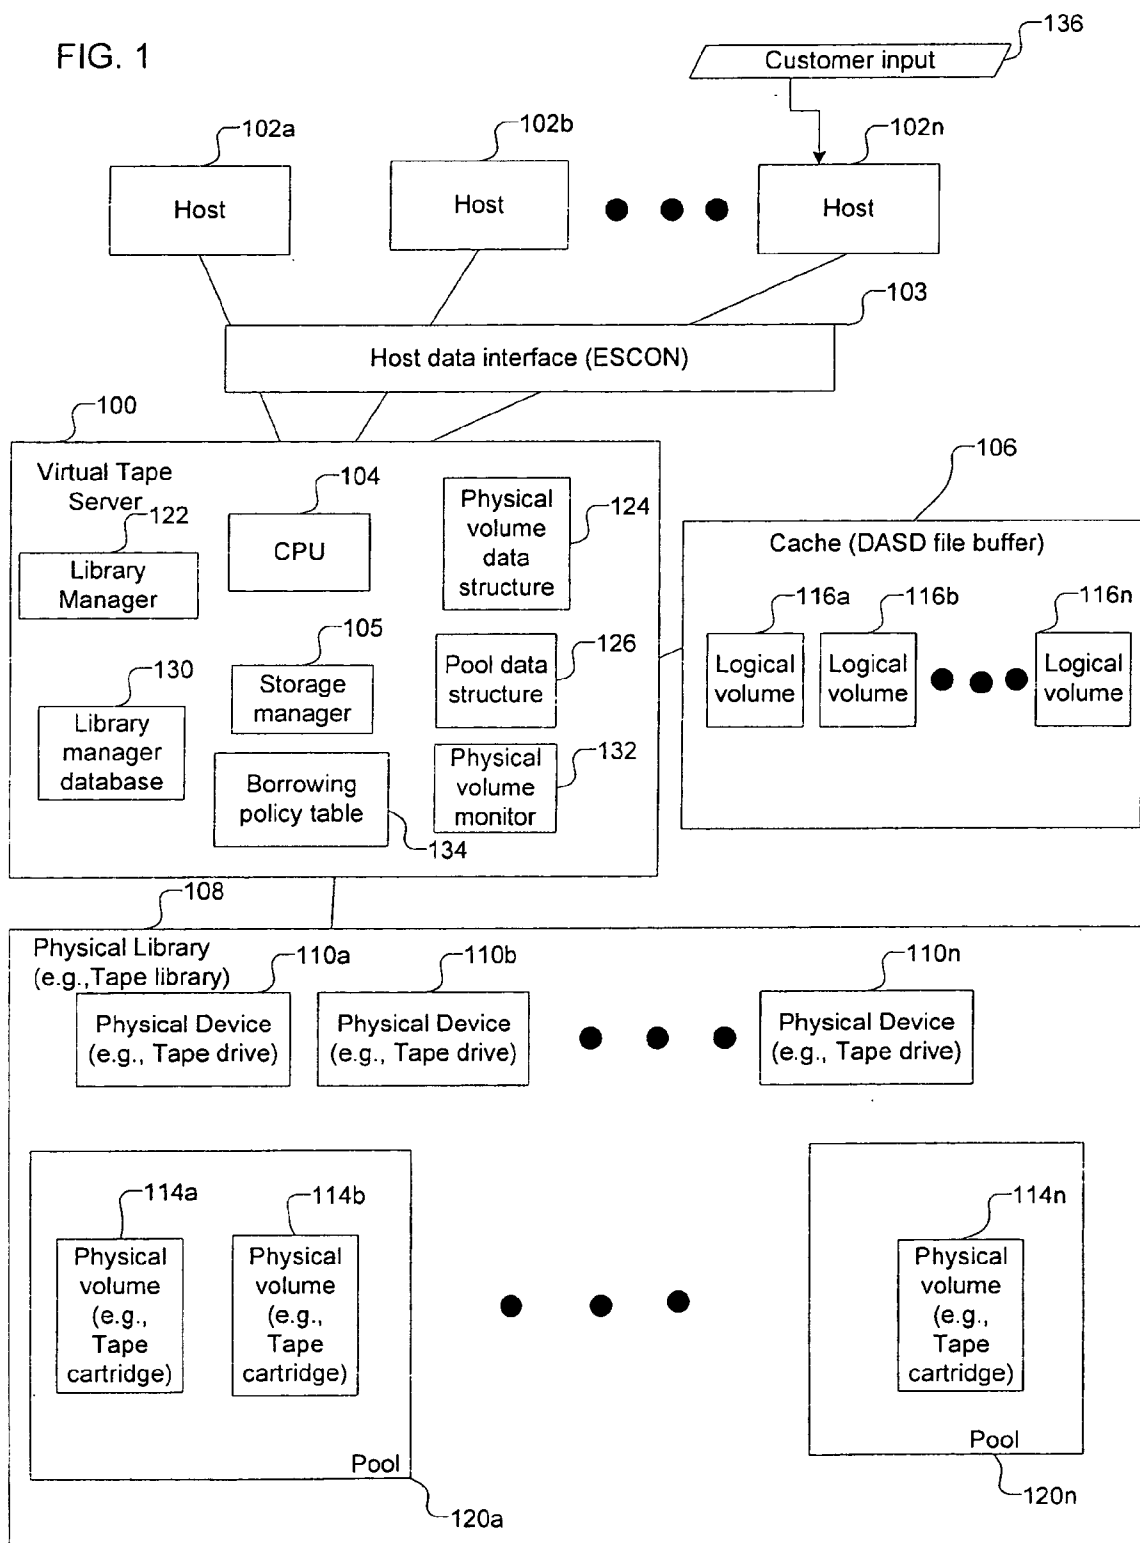 FIG. 1
136
Customer input
102a
102b
102n
Host
Host
Host
103
Host data interface (ESCON)
100
Virtual Tape
Server
122
Library
Manager
104
CPU
Physical
volume data
structure
124
105
Storage
manager
Pool data
structure
126
130
Library
manager
database
Borrowing
policy table
134
Physical
volume
monitor
132
106
Cache (DASD file buffer)
116a
116b
116n
Logical
volume
Logical
volume
Logical
volume
108
Physical Library
(e.g.,Tape library)
110a
110b
110n
Physical Device
(e.g., Tape drive)
Physical Device
(e.g., Tape drive)
Physical Device
(e.g., Tape drive)
114a
114b
114n
Physical
volume
(e.g.,
Tape
cartridge)
Physical
volume
(e.g.,
Tape
cartridge)
Physical
volume
(e.g.,
Tape
cartridge)
Pool
Pool
120a
120n